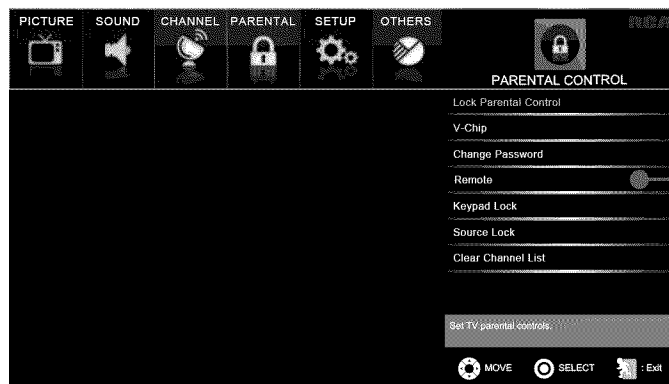 PICTURE SOUND CHANNEL PARENTAL SETUP OTHERS
RCA
PARENTAL CONTROL
Lock Parental Control
V-Chip
Change Password
Remote
Keypad Lock
Source Lock
Clear Channel List
Set TV parental controls.
MOVE SELECT : Exit